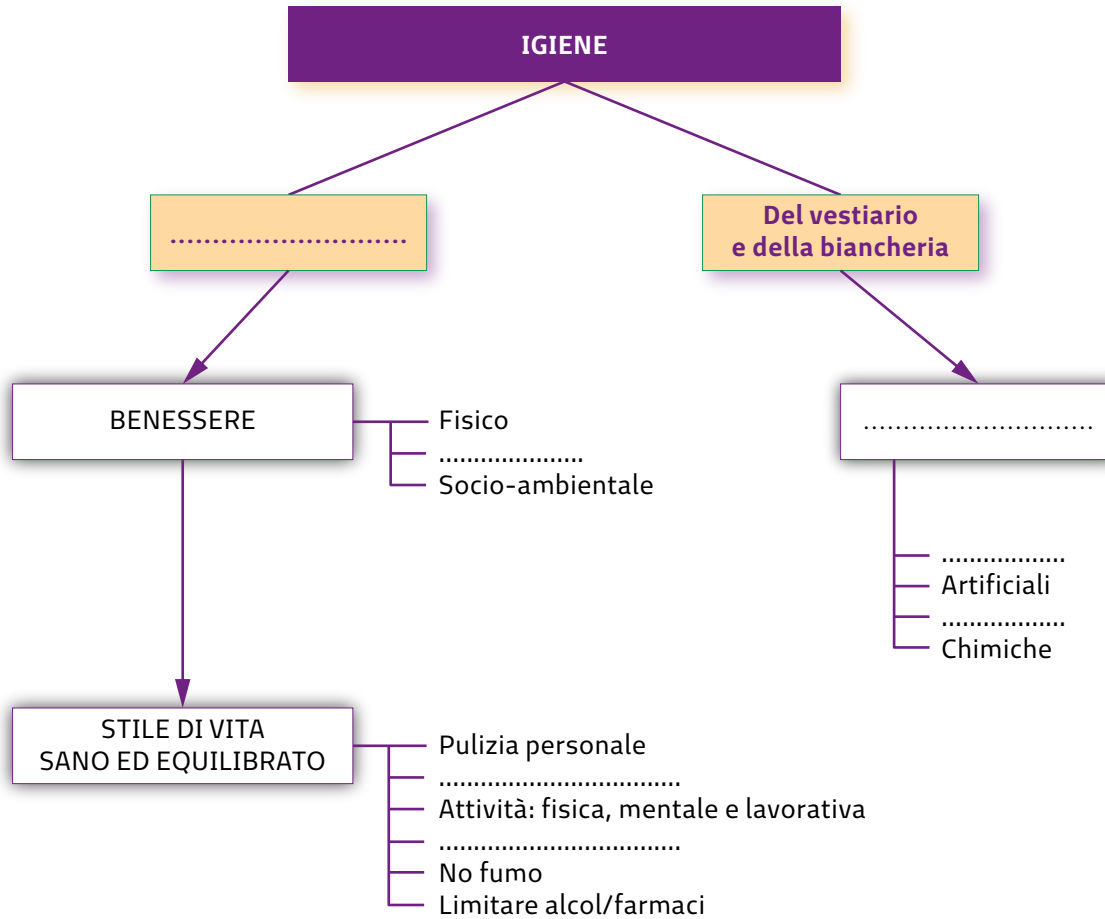 IGIENE
............................
Del vestiario
e della biancheria
BENESSERE
Fisico
.....................
Socio-ambientale
............................
..................
Artificiali
..................
Chimiche
STILE DI VITA
SANO ED EQUILIBRATO
Pulizia personale
...................................
Attività: fisica, mentale e lavorativa
...................................
No fumo
Limitare alcol/farmaci